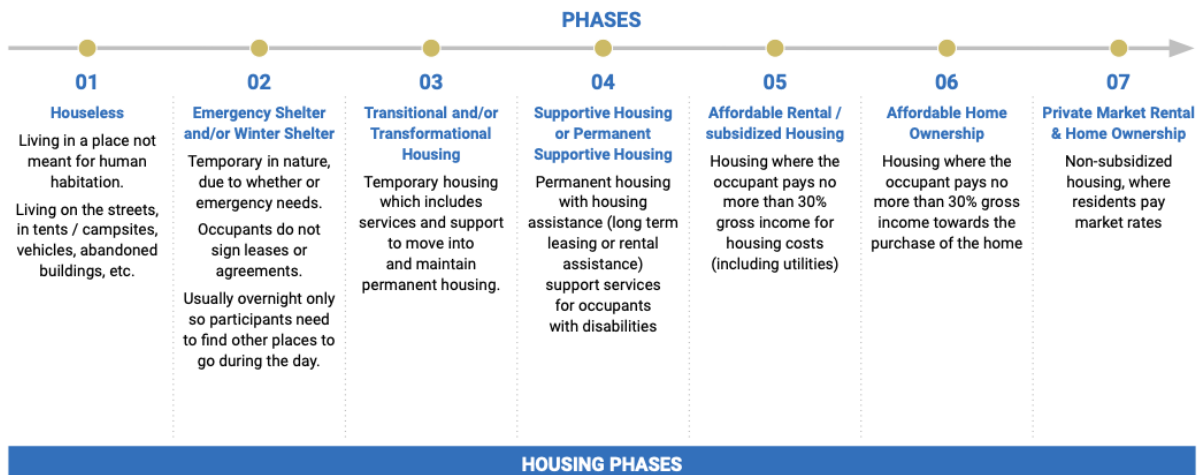 PHASES
01
Houseless
Living in a place not
meant for human
habitation.
Living on the streets,
in tents / campsites,
vehicles, abandoned
buildings, etc.
02
Emergency Shelter
and/or Winter Shelter
Temporary in nature,
due to whether or
emergency needs.
Occupants do not
sign leases or
agreements.
Usually overnight only
so participants need
to find other places to
go during the day.
03
Transitional and/or
Transformational
Housing
Temporary housing
which includes
services and support
to move into
and maintain
permanent housing.
04
Supportive Housing
or Permanent
Supportive Housing
Permanent housing
with housing
assistance (long term
leasing or rental
assistance)
support services
for occupants
with disabilities
05
Affordable Rental /
subsidized Housing
Housing where the
occupant pays no
more than 30%
gross income for
housing costs
(including utilities)
06
Affordable Home
Ownership
Housing where the
occupant pays no
more than 30% gross
income towards the
purchase of the home
07
Private Market Rental
& Home Ownership
Non-subsidized
housing, where
residents pay
market rates
HOUSING PHASES